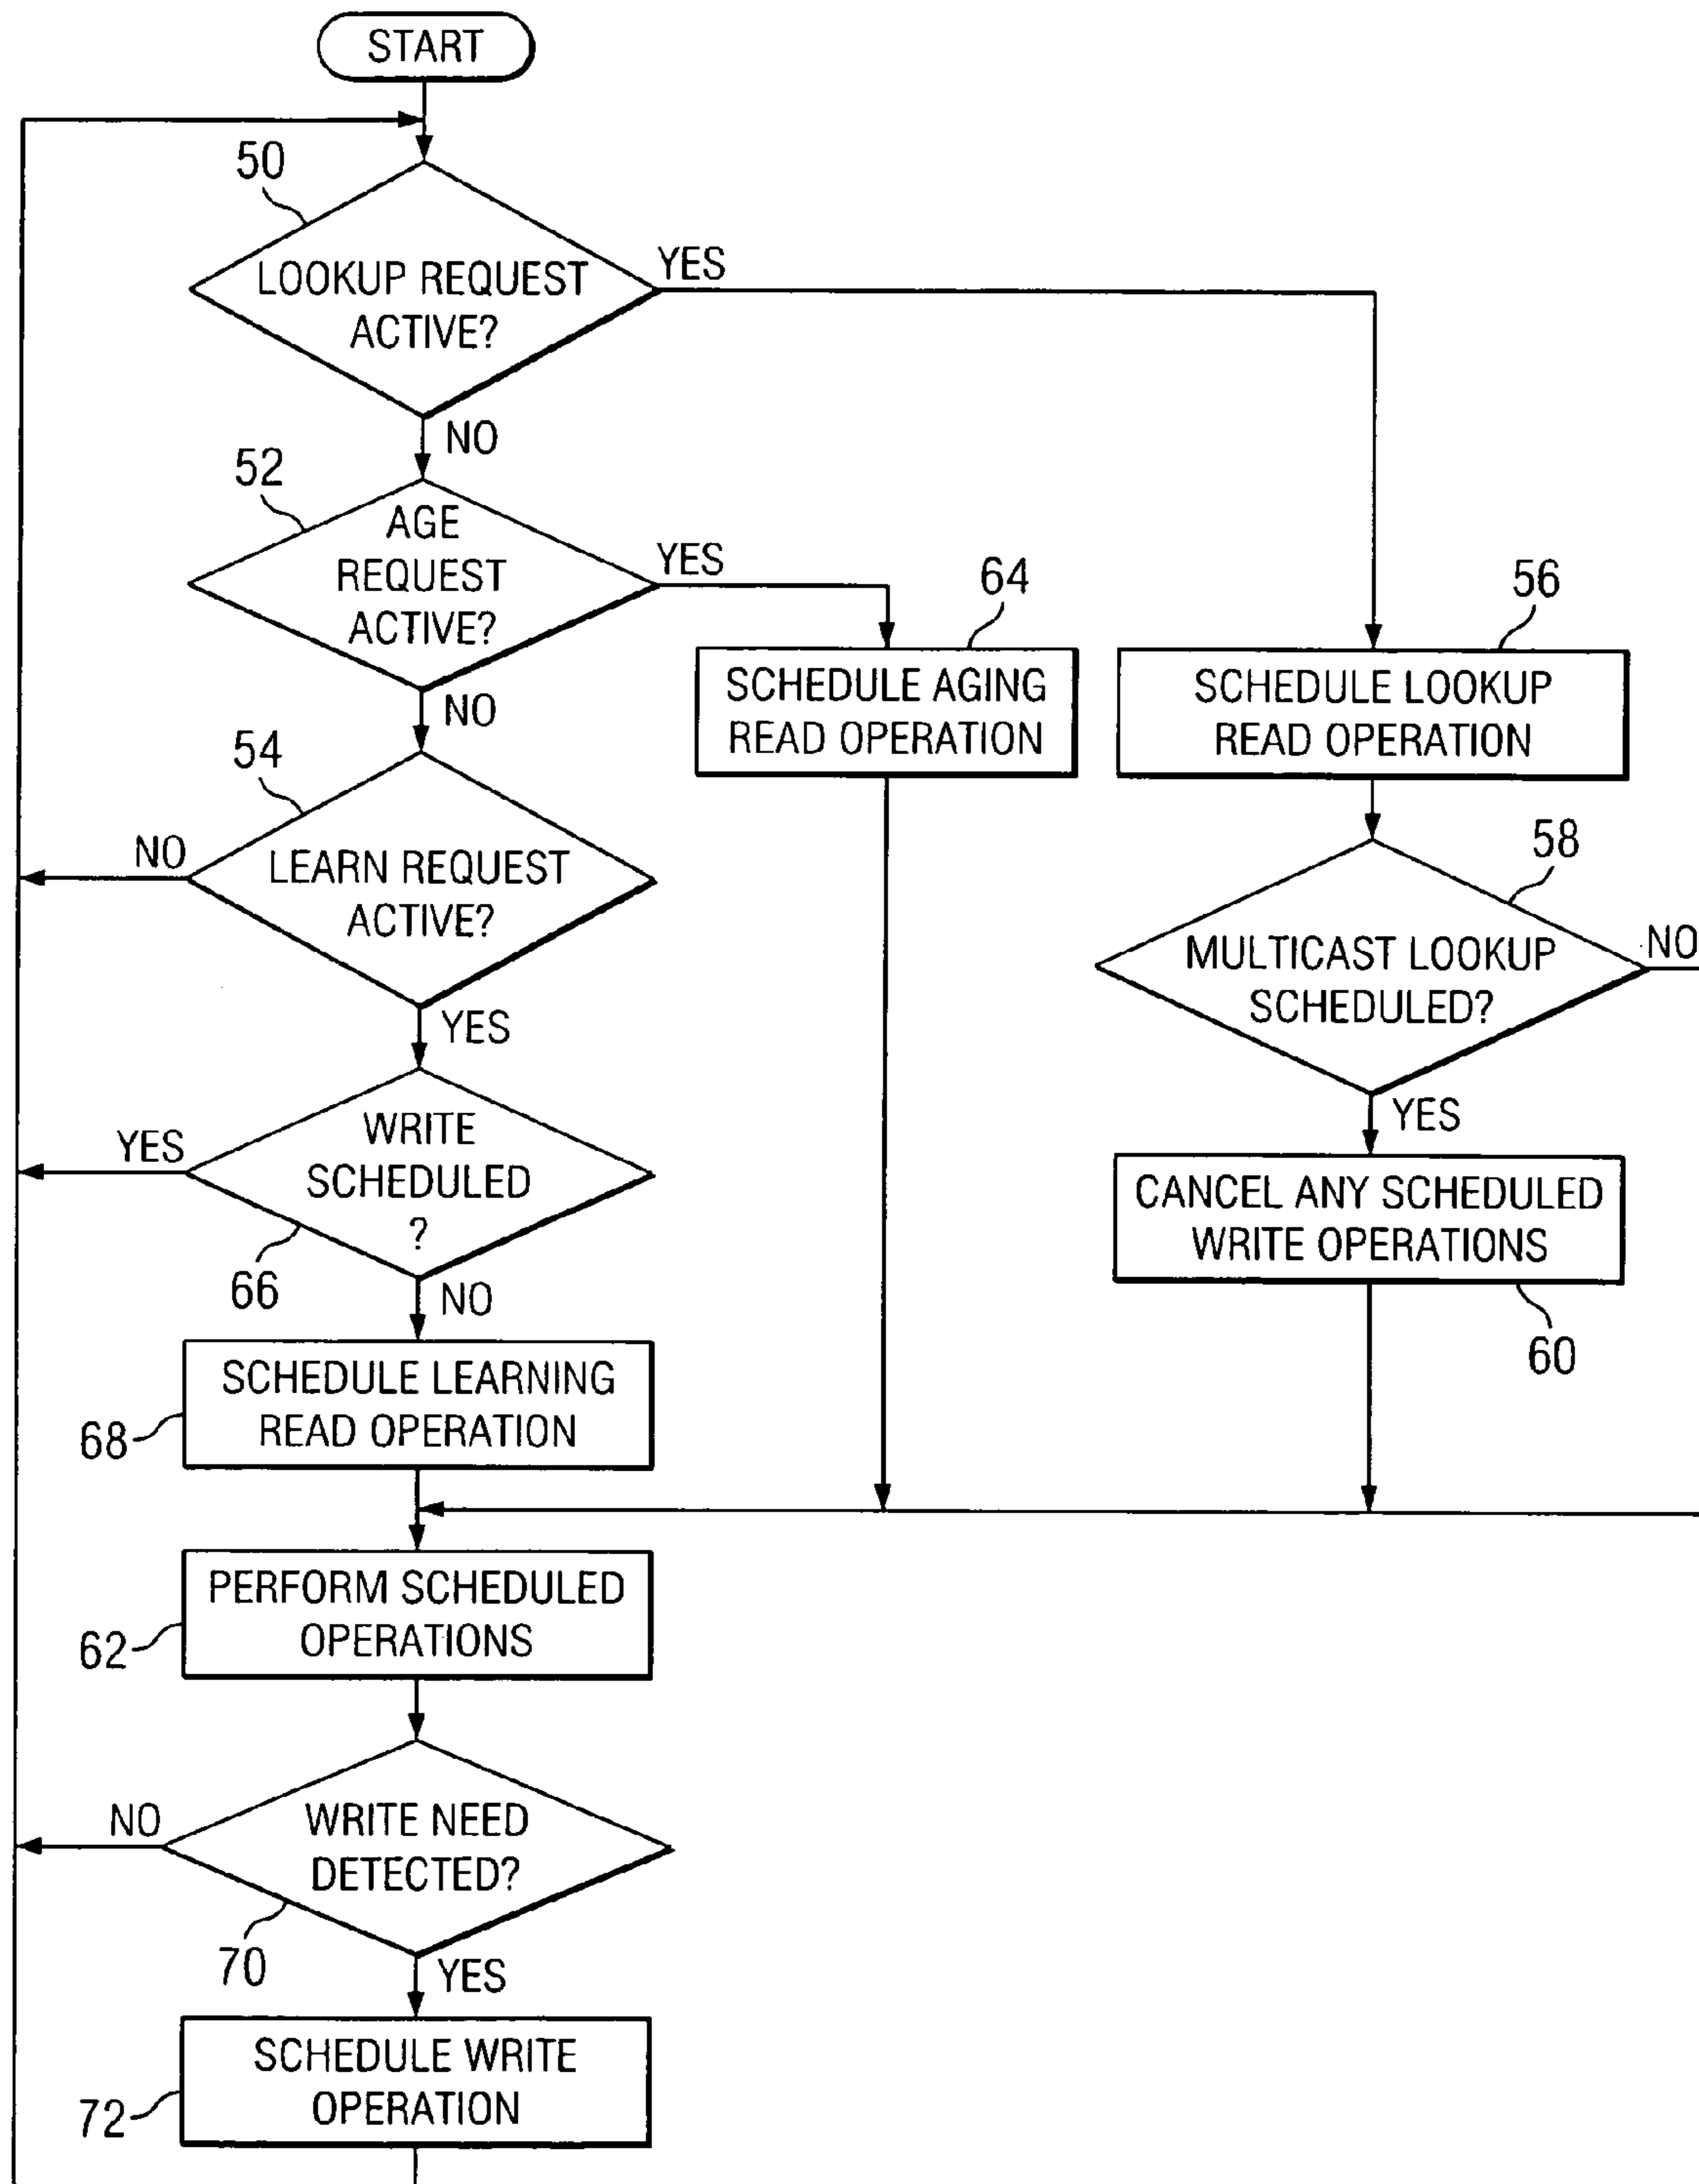 START
50
LOOKUP REQUEST
ACTIVE?
YES
NO
52
AGE
REQUEST
ACTIVE?
YES
NO
64
SCHEDULE AGING
READ OPERATION
56
SCHEDULE LOOKUP
READ OPERATION
54
LEARN REQUEST
ACTIVE?
NO
YES
58
MULTICAST LOOKUP
SCHEDULED?
NO
YES
WRITE
SCHEDULED
?
YES
66
NO
CANCEL ANY SCHEDULED
WRITE OPERATIONS
60
SCHEDULE LEARNING
READ OPERATION
68
PERFORM SCHEDULED
OPERATIONS
62
WRITE NEED
DETECTED?
NO
70
YES
SCHEDULE WRITE
OPERATION
72